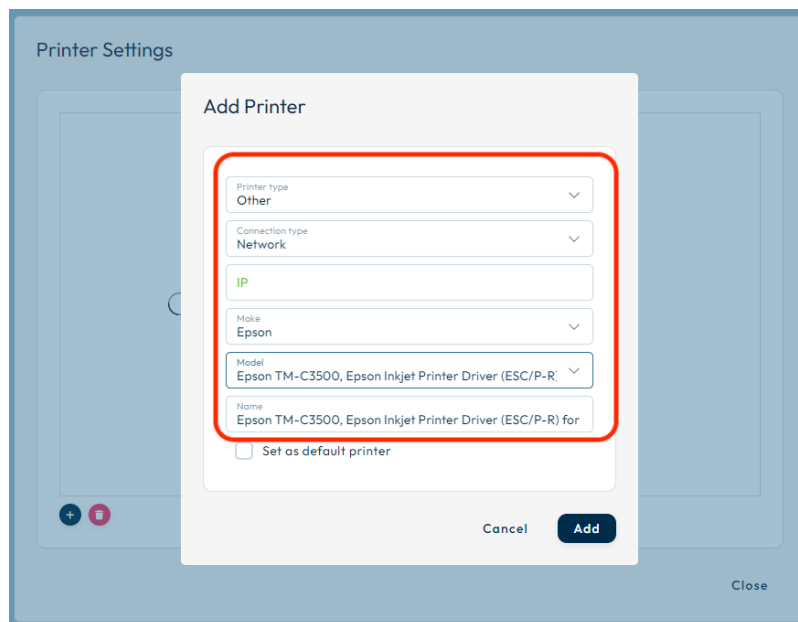 Printer Settings
Add Printer
Printer type
Other
Connection type
Network
IP
Make
Epson
Model
Epson TM-C3500, Epson Inkjet Printer Driver (ESC/P-R)
Name
Epson TM-C3500, Epson Inkjet Printer Driver (ESC/P-R) for
Set as default printer
Cancel
Add
Close